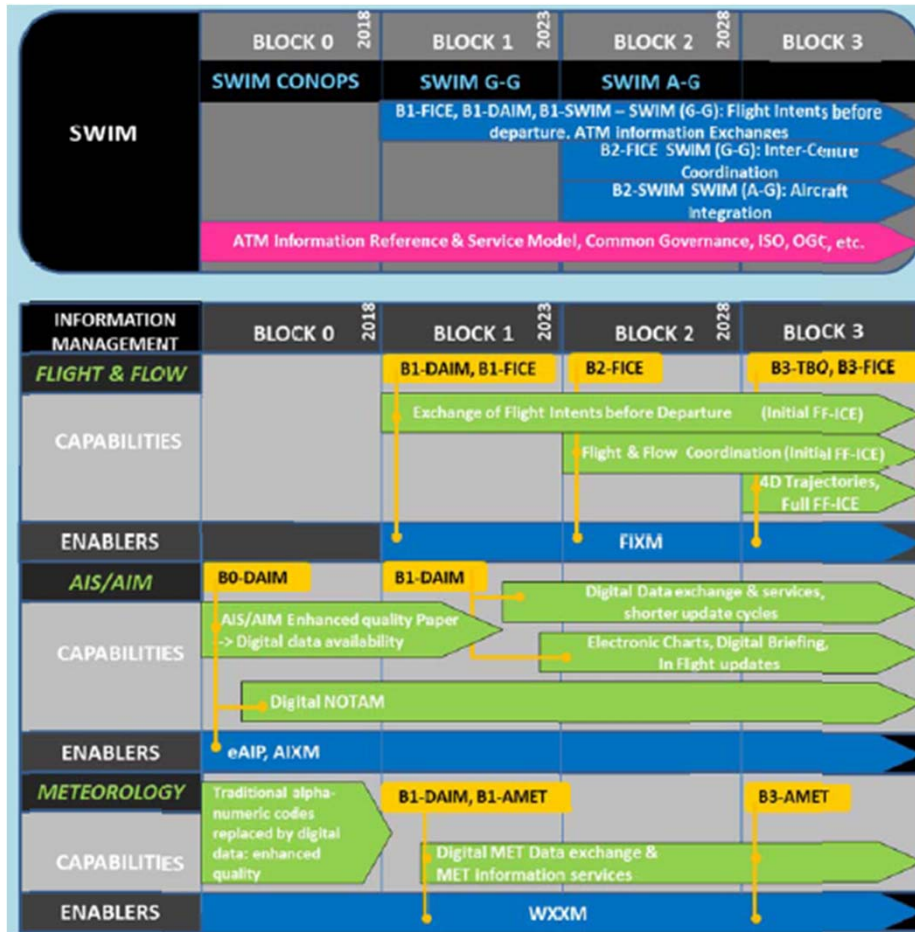 BLOCK 0
2018
BLOCK 1
2023
BLOCK 2
2028
BLOCK 3
SWIM
SWIM CONOPS
SWIM G-G
SWIM A-G
B1-FICE, B1-DAIM, B1-SWIM – SWIM (G-G): Flight Intents before
departure, ATM information Exchanges
B2-FICE SWIM (G-G): Inter-Centre
Coordination
B2-SWIM SWIM (A-G): Aircraft
integration
ATM Information Reference & Service Model, Common Governance, ISO, OGC, etc.
INFORMATION
MANAGEMENT
BLOCK 0
2018
BLOCK 1
2023
BLOCK 2
2028
BLOCK 3
FLIGHT & FLOW
B1-DAIM, B1-FICE
B2-FICE
B3-TBO, B3-FICE
CAPABILITIES
Exchange of Flight Intents before Departure (Initial FF-ICE)
Flight & Flow Coordination (Initial FF-ICE)
4D Trajectories,
Full FF-ICE
ENABLERS
FIXM
AIS/AIM
B0-DAIM
B1-DAIM
CAPABILITIES
AIS/AIM Enhanced quality Paper
-> Digital data availability
Digital Data exchange & services,
shorter update cycles
Electronic Charts, Digital Briefing,
In Flight updates
Digital NOTAM
ENABLERS
eAIP, AIXM
METEOROLOGY
CAPABILITIES
Traditional alpha-
numeric codes
replaced by digital
data: enhanced
quality
B1-DAIM, B1-AMET
B3-AMET
Digital MET Data exchange &
MET information services
ENABLERS
WXXM